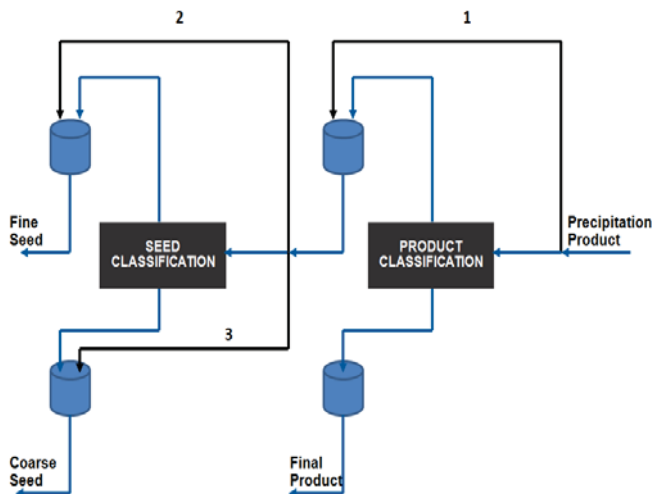 2
1
Fine
Seed
SEED
CLASSIFICATION
PRODUCT
CLASSIFICATION
Precipitation
Product
3
Coarse
Seed
Final
Product